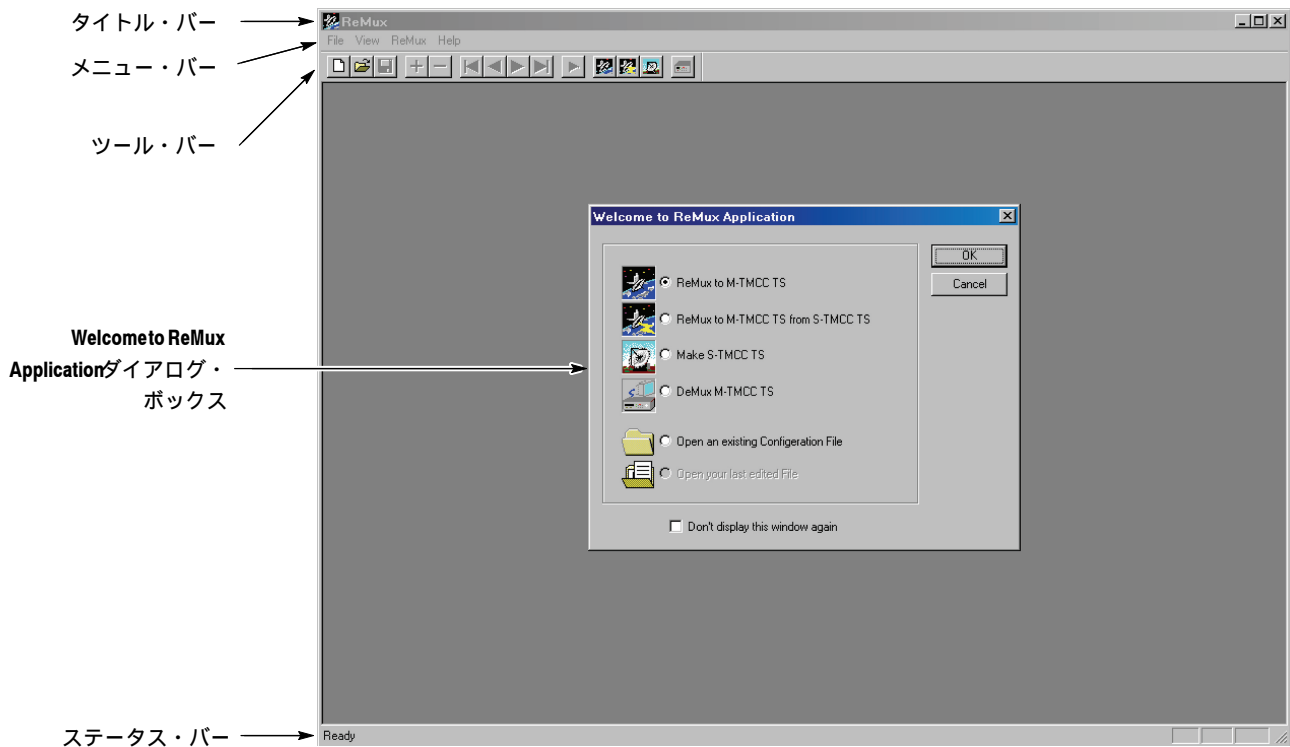 タイトル・バー
ReMux
File View ReMux Help
メニュー・バー
ツール・バー
Welcome to ReMux Application
OK
ReMux to M-TMCC TS
Cancel
ReMux to M-TMCC TS from S-TMCC TS
Welcometo ReMux
Applicationダイアログ・
ボックス
Make S-TMCC TS
DeMux M-TMCC TS
Open an existing Configeration File
Open your last edited File
Don't display this window again
ステータス・バー
Ready